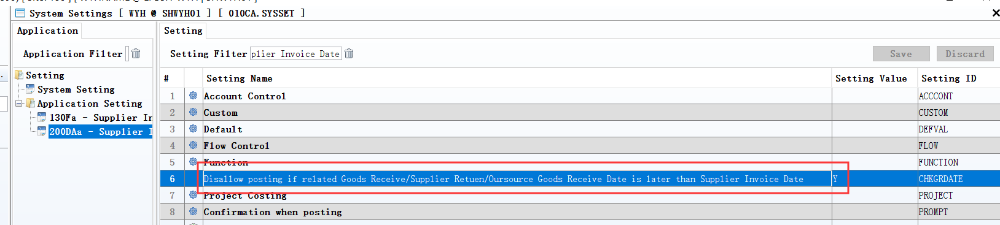 System Settings [ WYH @ SHWYH01 ] [ 010CA.SYSSET ]
Application
Application Filter
Setting
System Setting
Application Setting
130Fa - Supplier In
200DAa - Supplier I
Setting
Setting Filter plier Invoice Date
Save Discard
# Setting Name Setting Value Setting ID
1 Account Control ACCCONT
2 Custom CUSTOM
3 Default DEFVAL
4 Flow Control FLOW
5 Function FUNCTION
6 Disallow posting if related Goods Receive/Supplier Retuen/Oursource Goods Receive Date is later than Supplier Invoice Date Y CHKGRDATE
7 Project Costing PROJECT
8 Confirmation when posting PROMPT